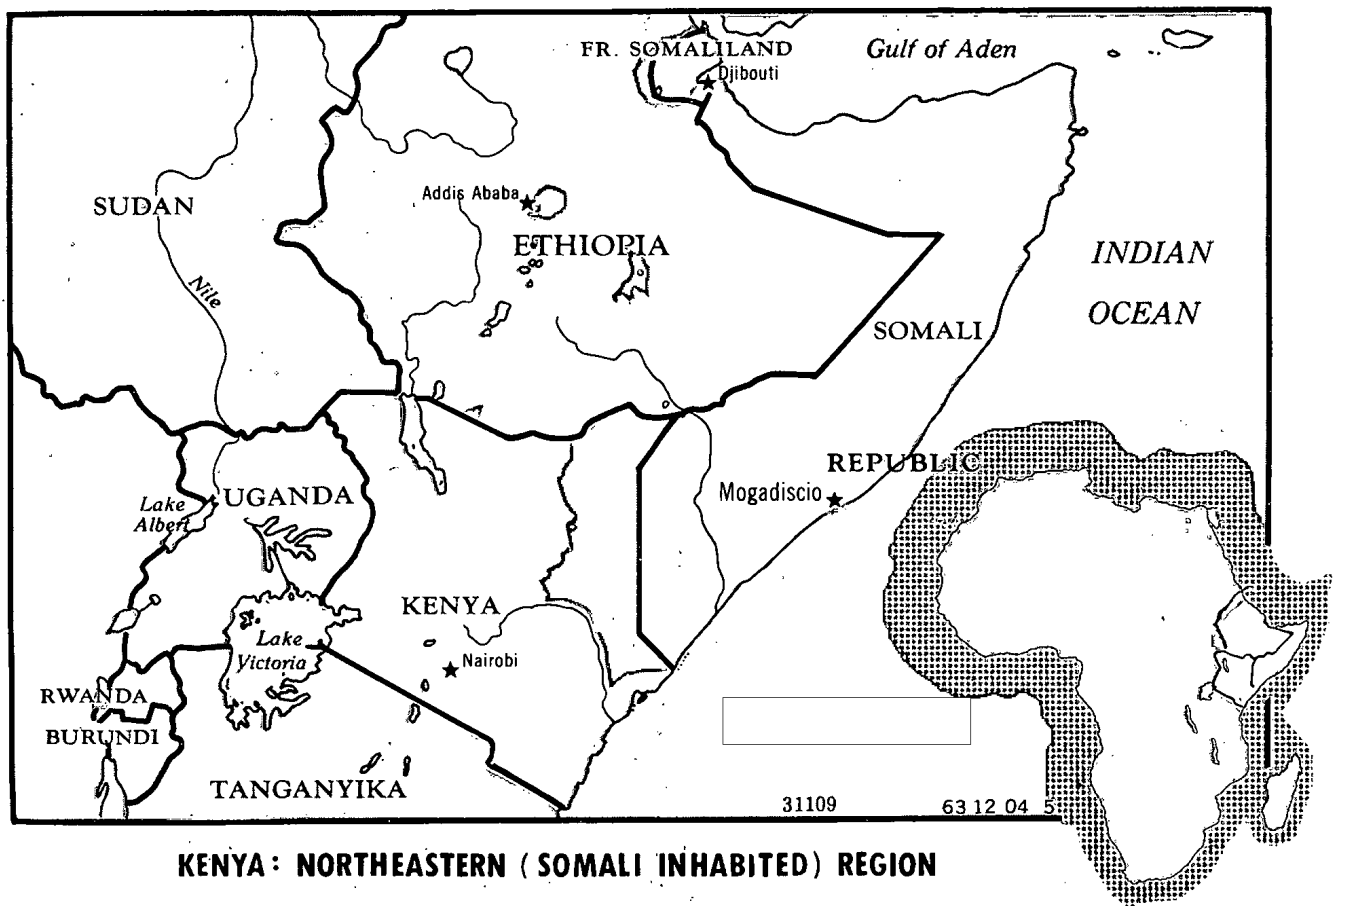 FR. SOMALILAND
Gulf of Aden
Djibouti
Addis Ababa
SUDAN
ETHIOPIA
INDIAN
OCEAN
Nile
SOMALI
REPUBLIC
Mogadiscio
UGANDA
Lake
Albert
KENYA
Lake
Victoria
Nairobi
RWANDA
BURUNDI
TANGANYIKA
31109
63 12 04 5
KENYA: NORTHEASTERN (SOMALI INHABITED) REGION